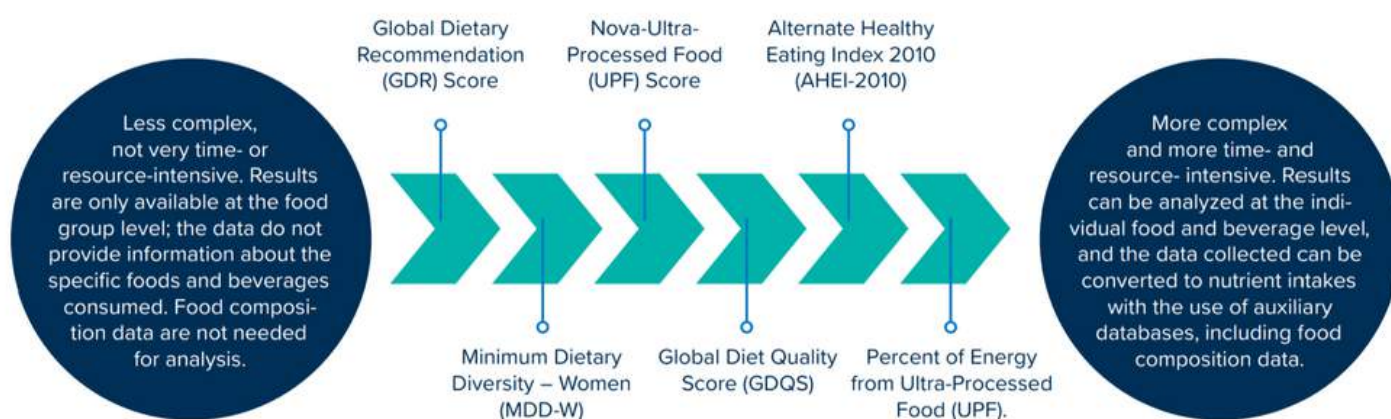 Global Dietary
Recommendation
(GDR) Score
Nova-Ultra-
Processed Food
(UPF) Score
Alternate Healthy
Eating Index 2010
(AHEI-2010)
Less complex,
not very time- or
resource-intensive. Results
are only available at the food
group level; the data do not
provide information about the
specific foods and beverages
consumed. Food composi-
tion data are not needed
for analysis.
More complex
and more time- and
resource- intensive. Results
can be analyzed at the indi-
vidual food and beverage level,
and the data collected can be
converted to nutrient intakes
with the use of auxiliary
databases, including food
composition data.
Minimum Dietary
Diversity – Women
(MDD-W)
Global Diet Quality
Score (GDQS)
Percent of Energy
from Ultra-Processed
Food (UPF).